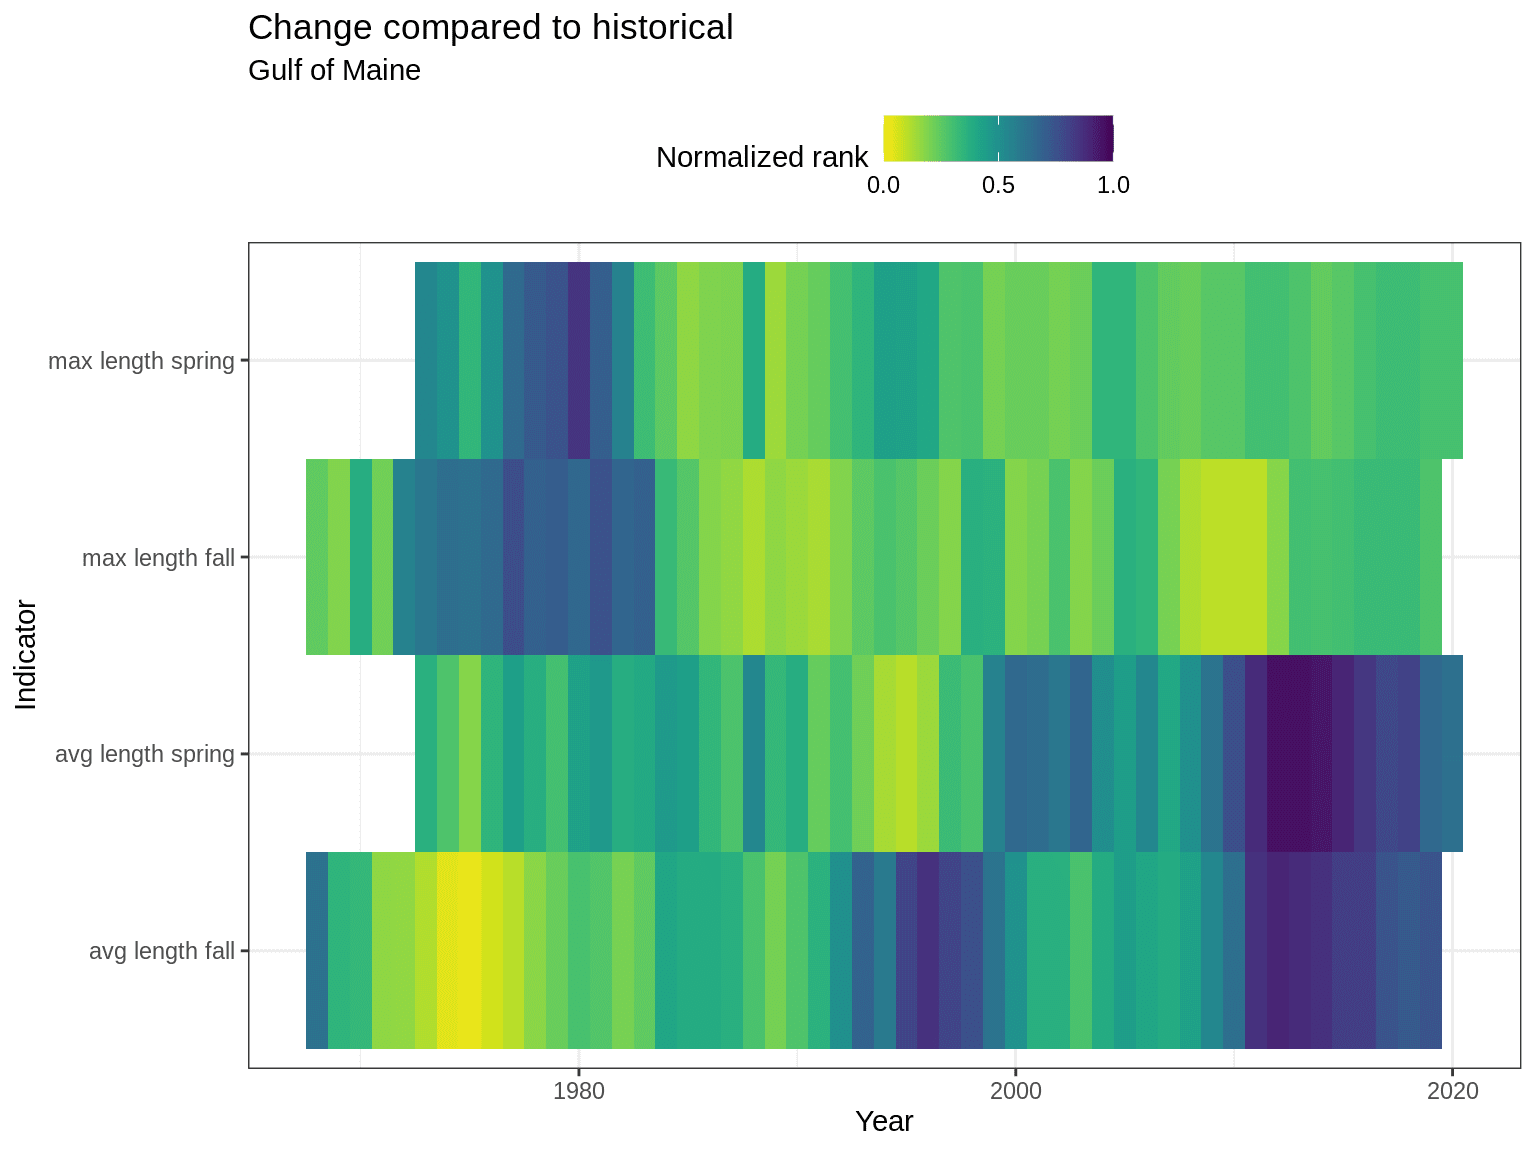 Change compared to historical
Gulf of Maine
Normalized rank
0.0 0.5 1.0
Indicator
max length spring
max length fall
avg length spring
avg length fall
1980 2000 2020
Year